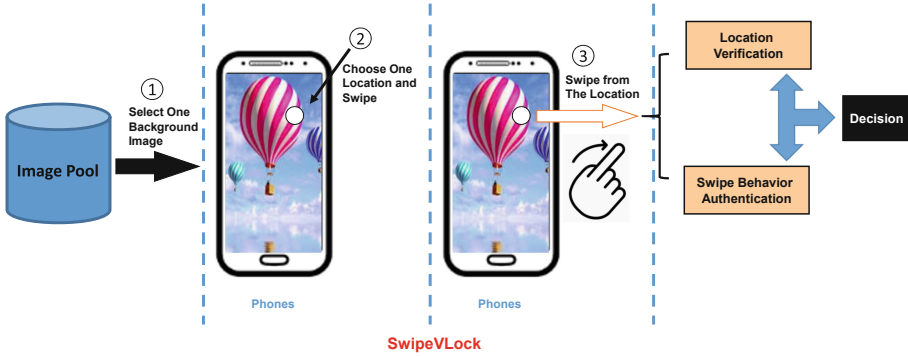 Image Pool
①
Select One
Background
Image
②
Choose One
Location and
Swipe
Phones
③
Swipe from
The Location
Phones
Location
Verification
Swipe Behavior
Authentication
Decision
SwipeVLock